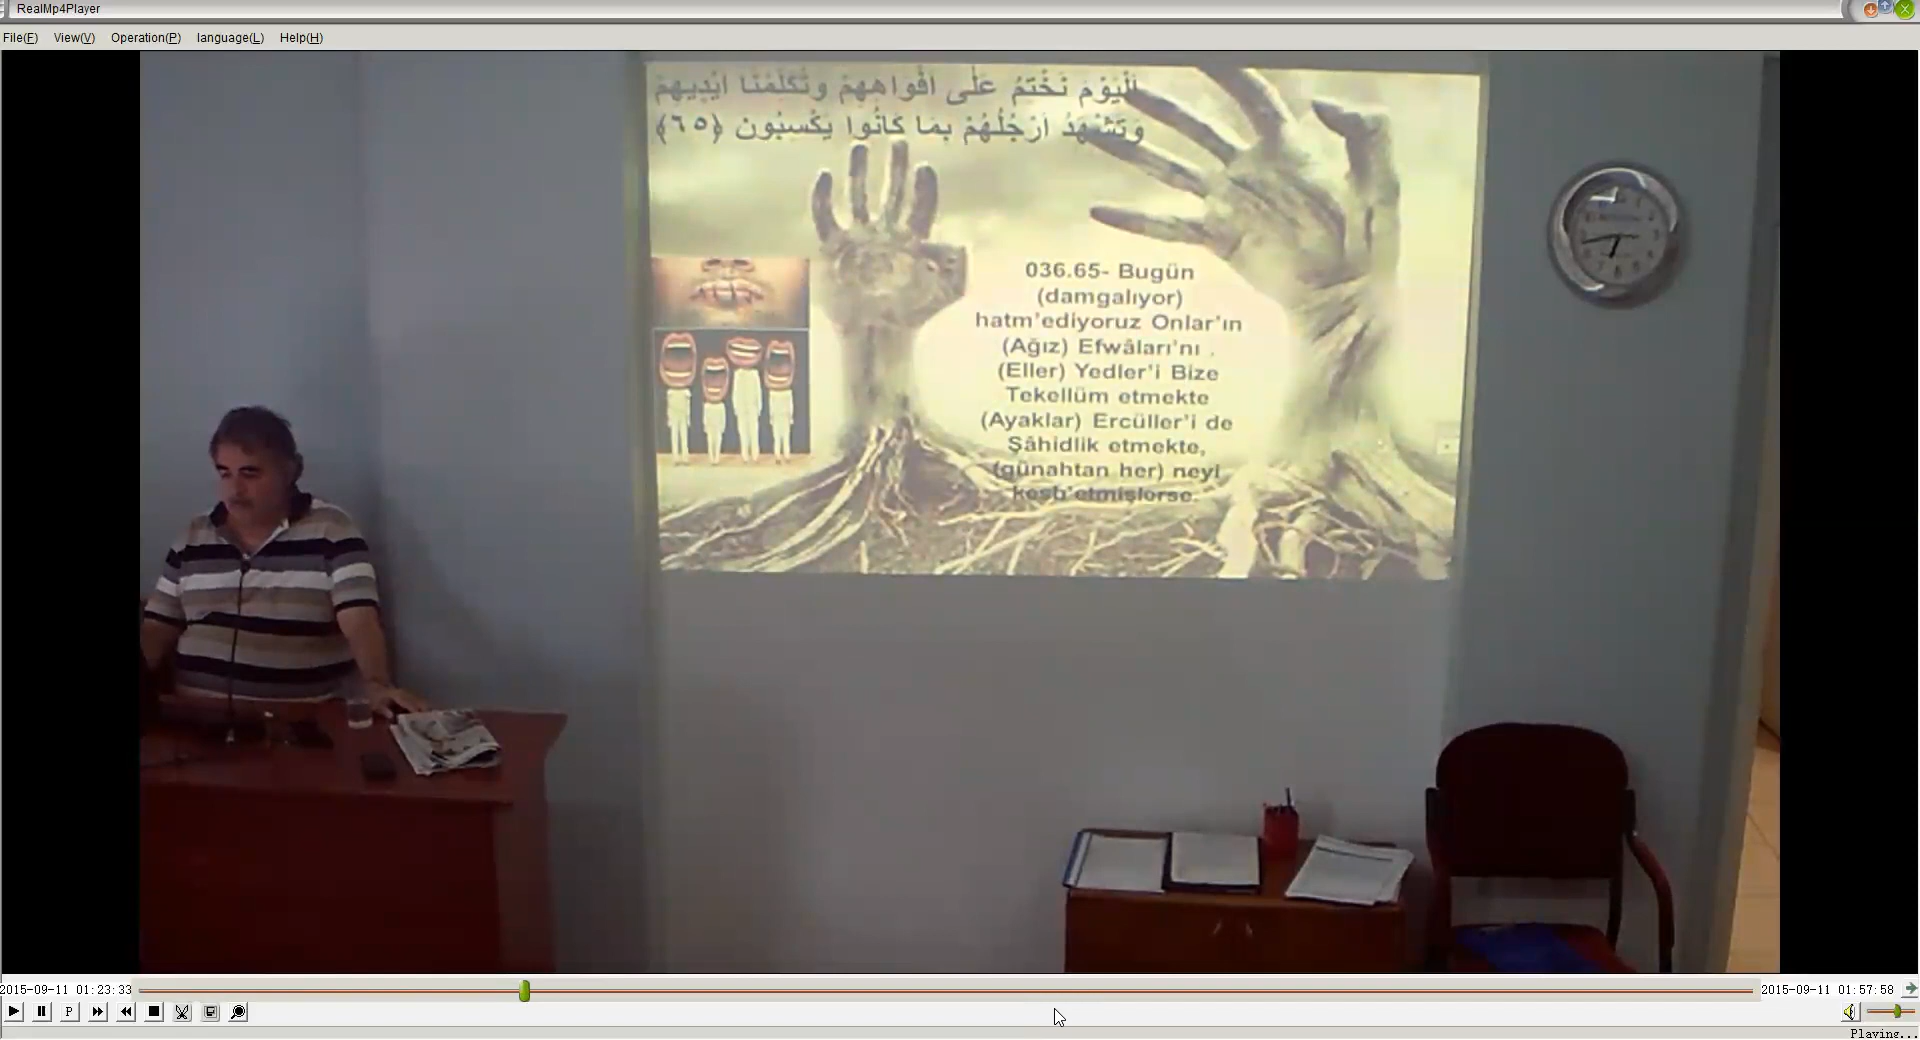 RealMp4Player
File(F) View(V) Operation(P) language(L) Help(H)
اَلْيَوْمَ نَخْتِمُ عَلٰى اَفْوَاهِهِمْ وَتُكَلِّمُنَا اَيْدٖيهِمْ
وَتَشْهَدُ اَرْجُلُهُمْ بِمَا كَانُوا يَكْسِبُونَ ﴿٦٥﴾
036.65- Bugün
(damgalıyor)
hatm'ediyoruz Onlar'ın
(Ağız) Efwâları'nı .
(Eller) Yedler'i Bize
Tekellüm etmekte
(Ayaklar) Ercüller'i de
Şâhidlik etmekte,
(günahtan her) neyi
kesb'etmişlerse.
2015-09-11 01:23:33
2015-09-11 01:57:58
P
Playing...